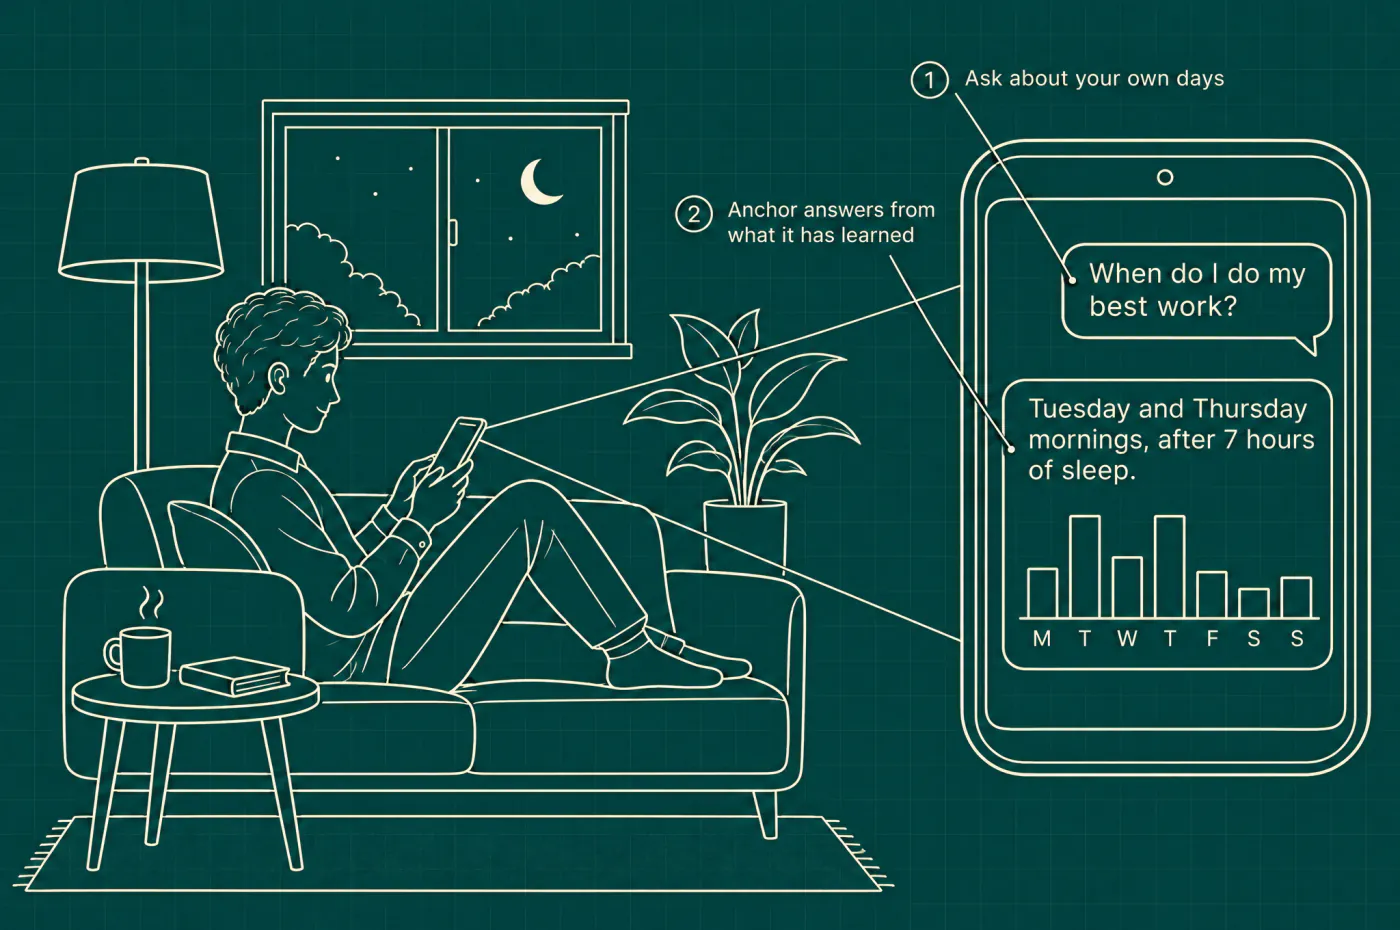 1 Ask about your own days
2 Anchor answers from
what it has learned
When do I do my
best work?
Tuesday and Thursday
mornings, after 7 hours
of sleep.
M T W T F S S